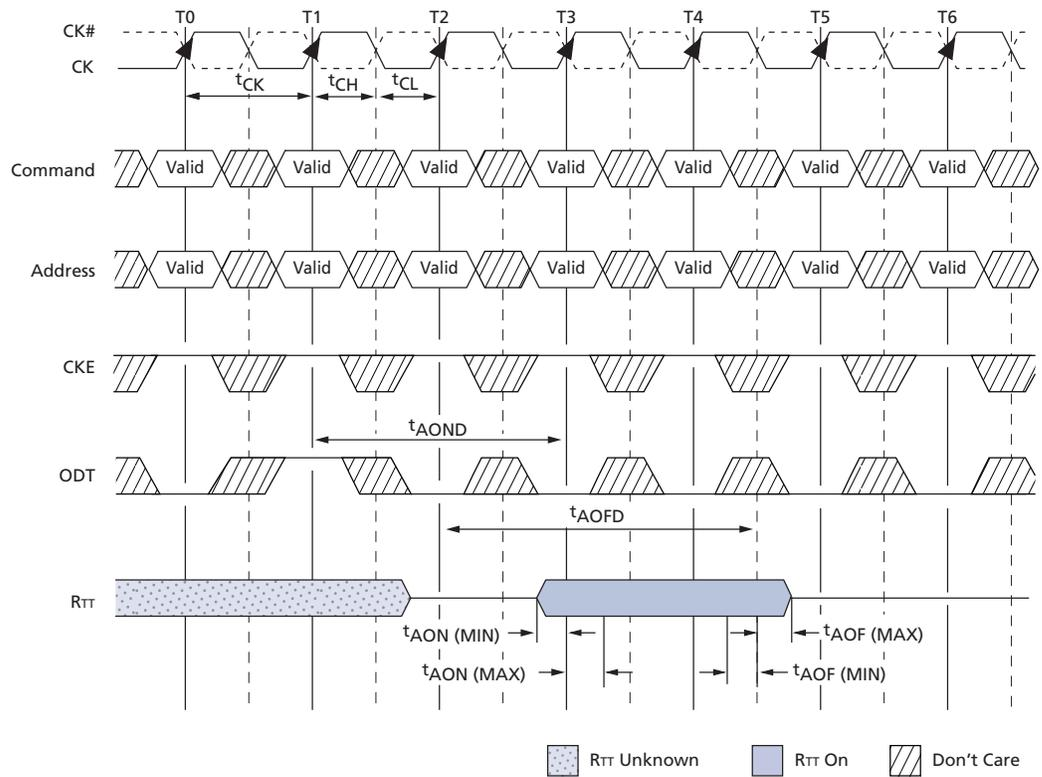 T0 T1 T2 T3 T4 T5 T6
CK#
CK
tCK tCH tCL
Command Valid Valid Valid Valid Valid Valid Valid
Address Valid Valid Valid Valid Valid Valid Valid
CKE
tAOND
ODT
tAOFD
RTT
tAON (MIN) tAOF (MAX)
tAON (MAX) tAOF (MIN)
RTT Unknown RTT On Don't Care